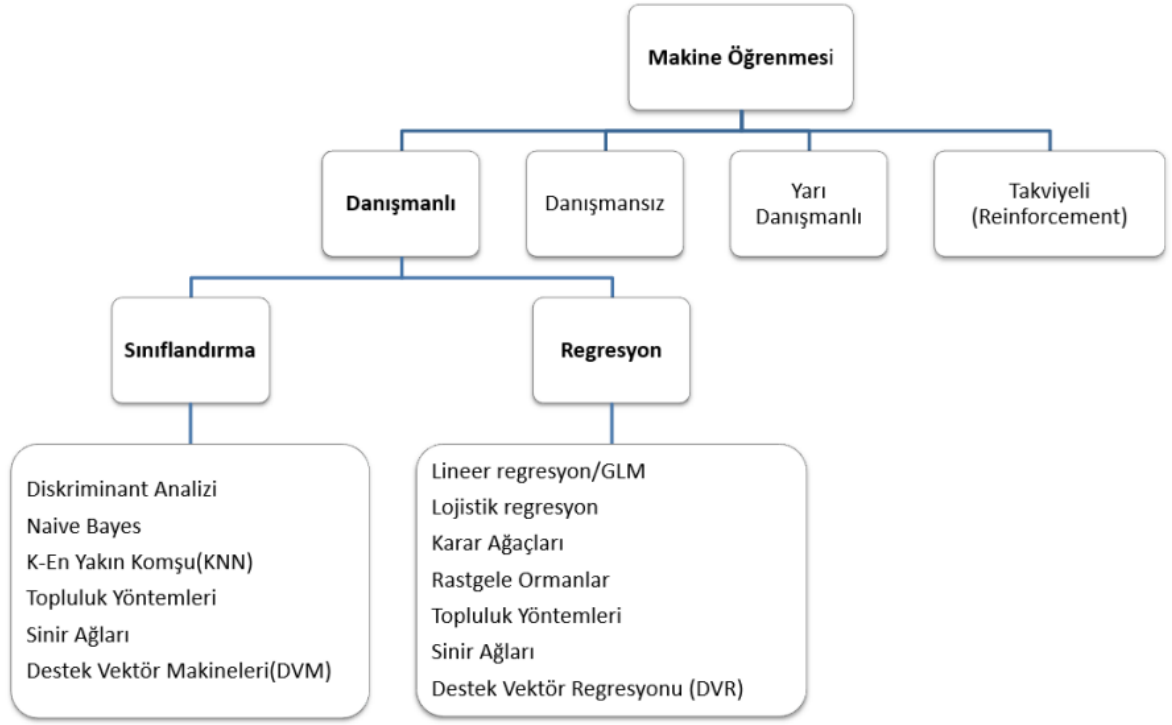 Makine Öğrenmesi
Danışmanlı
Danışmansız
Yarı
Danışmanlı
Takviyeli
(Reinforcement)
Sınıflandırma
Regresyon
Diskriminant Analizi
Naive Bayes
K-En Yakın Komşu(KNN)
Topluluk Yöntemleri
Sinir Ağları
Destek Vektör Makineleri(DVM)
Lineer regresyon/GLM
Lojistik regresyon
Karar Ağaçları
Rastgele Ormanlar
Topluluk Yöntemleri
Sinir Ağları
Destek Vektör Regresyonu (DVR)